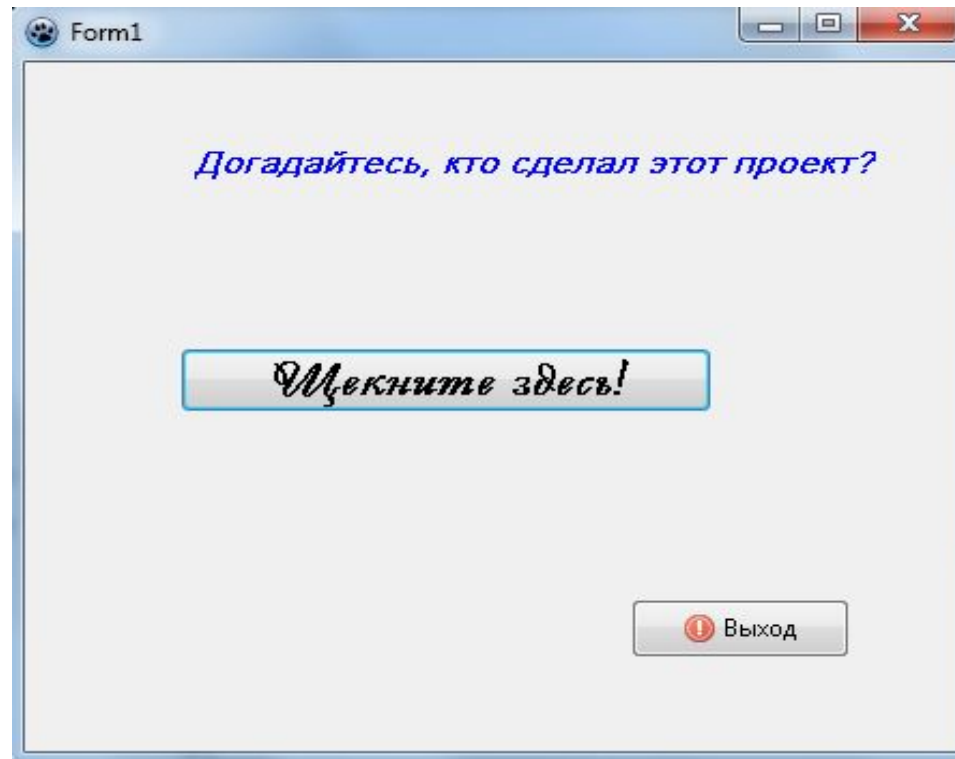 Form1
Догадайтесь, кто сделал этот проект?
Щекните здесь!
Выход